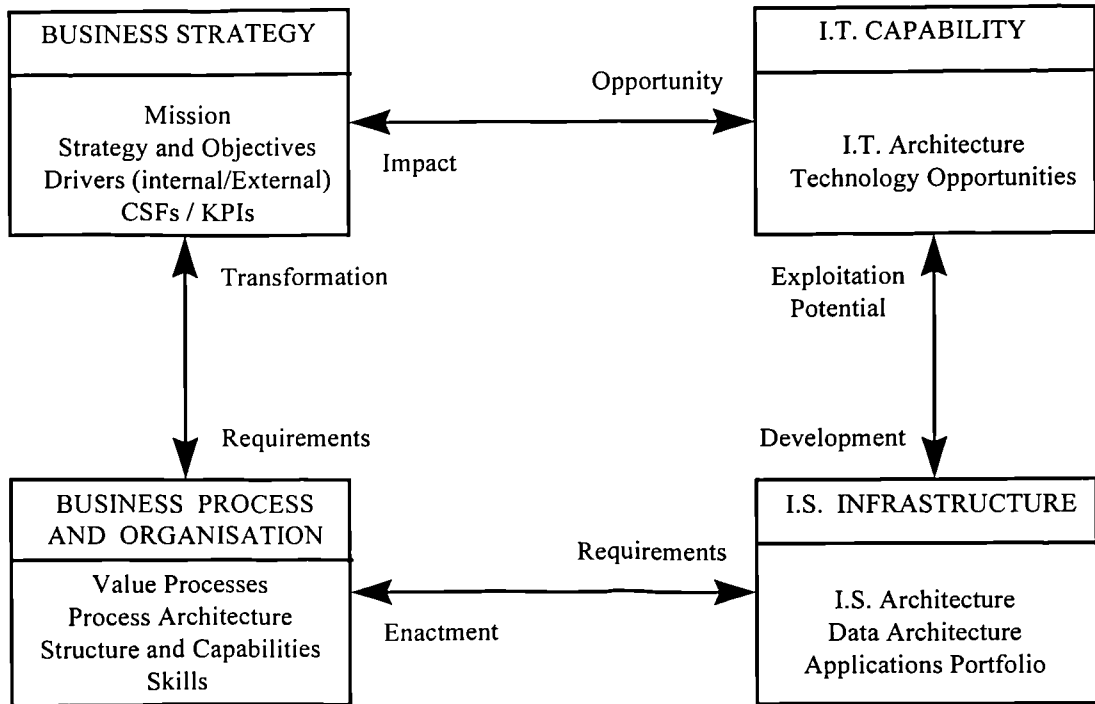 BUSINESS STRATEGY
Mission
Strategy and Objectives
Drivers (internal/External)
CSFs / KPIs
Opportunity
Impact
I.T. CAPABILITY
I.T. Architecture
Technology Opportunities
Transformation
Requirements
Exploitation
Potential
Development
BUSINESS PROCESS
AND ORGANISATION
Value Processes
Process Architecture
Structure and Capabilities
Skills
Requirements
Enactment
I.S. INFRASTRUCTURE
I.S. Architecture
Data Architecture
Applications Portfolio